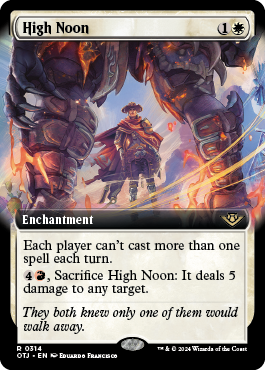 High Noon
1
Enchantment
Each player can't cast more than one
spell each turn.
4, Sacrifice High Noon: It deals 5
damage to any target.
They both knew only one of them would
walk away.
R 0314
OTJ • EN Eduardo Francisco
™ & © 2024 Wizards of the Coast